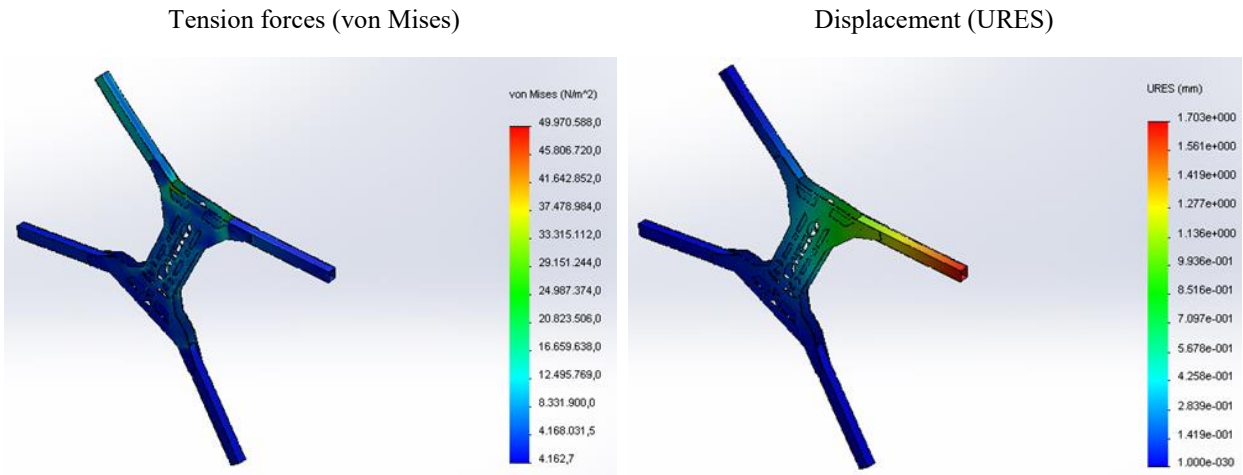 Tension forces (von Mises)
Displacement (URES)
von Mises (N/m^2)
49.970.588,0
45.806.720,0
41.642.852,0
37.478.984,0
33.315.112,0
29.151.244,0
24.987.374,0
20.823.506,0
16.659.638,0
12.495.769,0
8.331.900,0
4.168.031,5
4.162,7
URES (mm)
1.703e+000
1.561e+000
1.419e+000
1.277e+000
1.136e+000
9.936e-001
8.516e-001
7.097e-001
5.678e-001
4.258e-001
2.839e-001
1.419e-001
1.000e-030